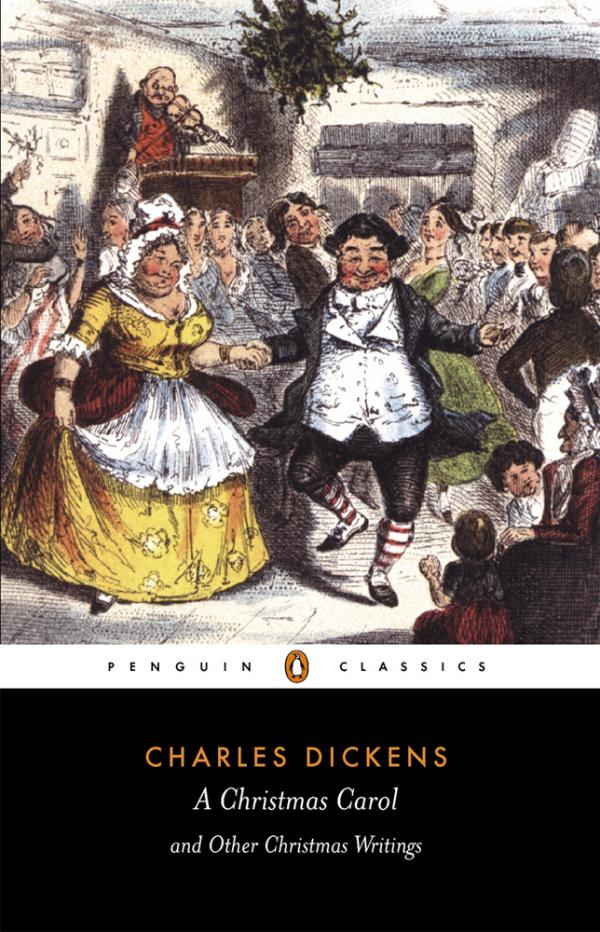 PENGUIN CLASSICS
CHARLES DICKENS
A Christmas Carol
and Other Christmas Writings